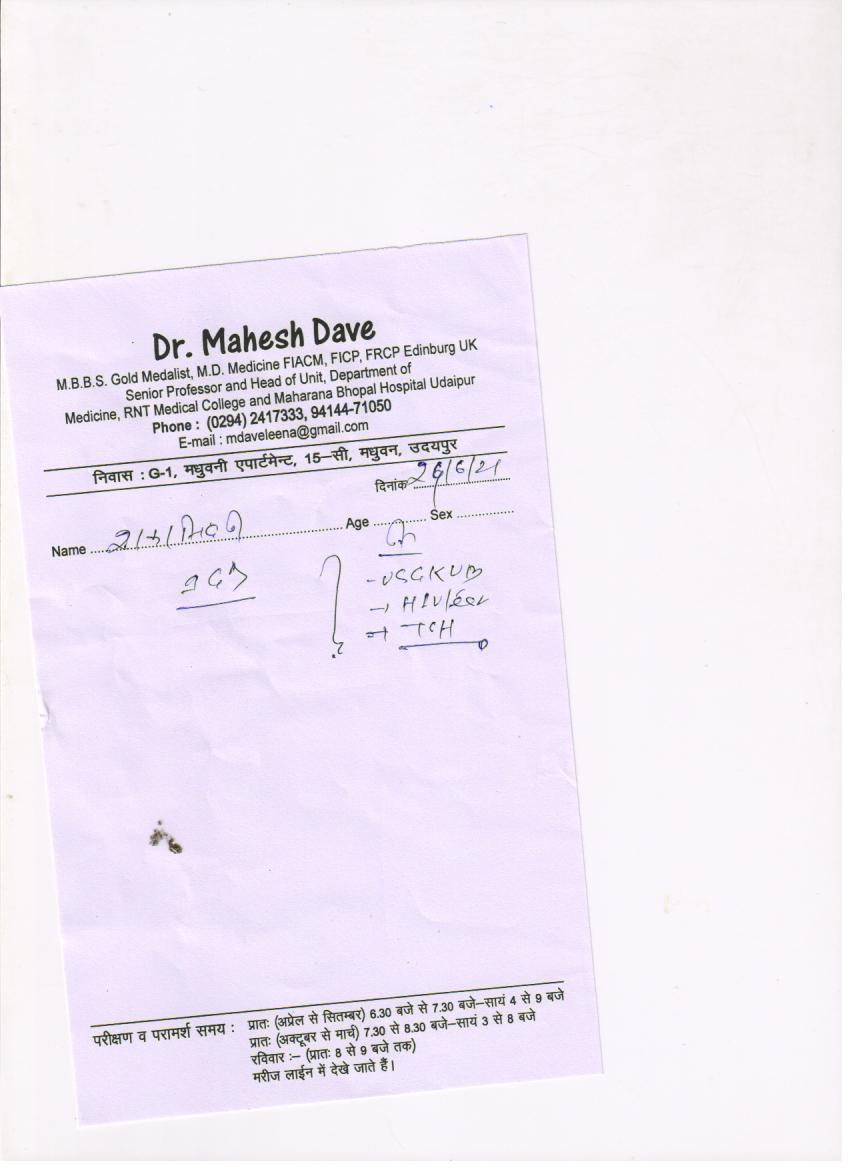 Dr. Mahesh Dave
M.B.B.S. Gold Medalist, M.D. Medicine FIACM, FICP, FRCP Edinburg UK
Senior Professor and Head of Unit, Department of
Medicine, RNT Medical College and Maharana Bhopal Hospital Udaipur
Phone : (0294) 2417333, 94144-71050
E-mail : mdaveleena@gmail.com
निवास : G-1, मधुवनी एपार्टमेन्ट, 15–सी, मधुवन, उदयपुर
दिनांक 26/6/21
Name Age Sex
- USG KUB
→ HIV/
→
परीक्षण व परामर्श समय : प्रातः (अप्रेल से सितम्बर) 6.30 बजे से 7.30 बजे–सायं 4 से 9 बजे
प्रातः (अक्टूबर से मार्च) 7.30 से 8.30 बजे–सायं 3 से 8 बजे
रविवार :– (प्रातः 8 से 9 बजे तक)
मरीज लाईन में देखे जाते हैं।